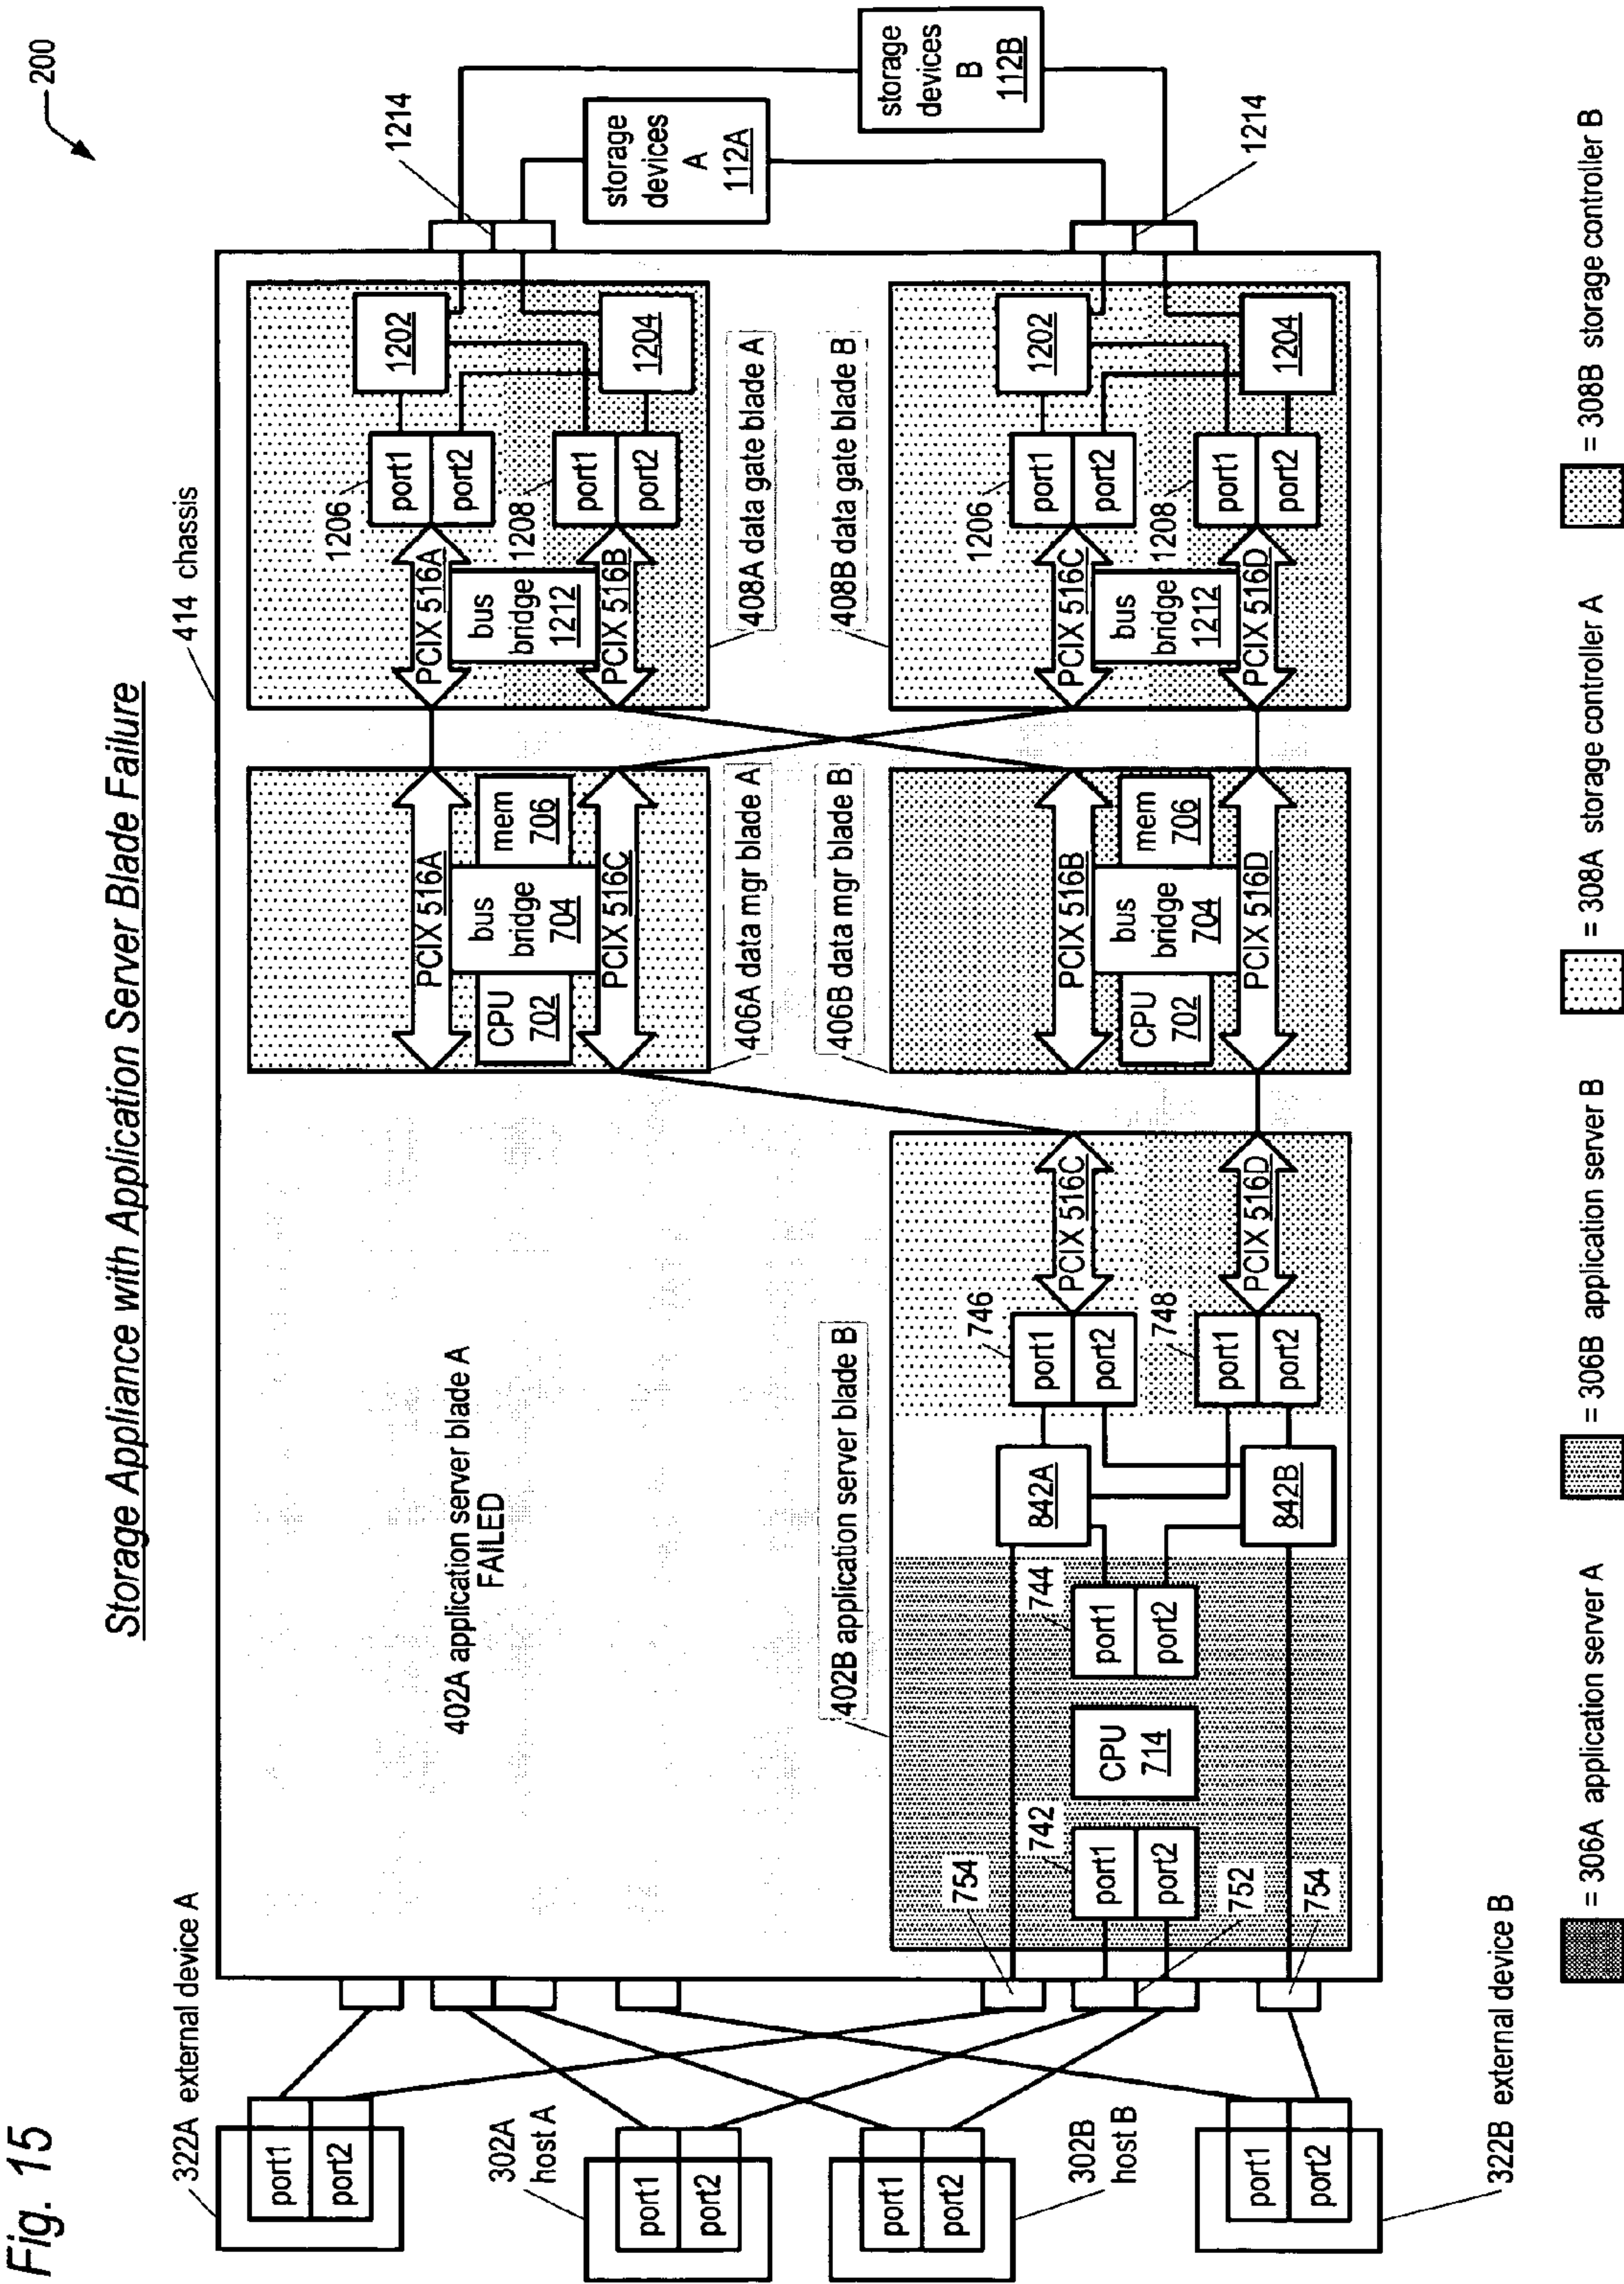 Fig. 15
Storage Appliance with Application Server Blade Failure
200
414 chassis
322A external device A
port1
port2
302A
host A
port1
port2
port1
port2
302B
host B
port1
port2
322B external device B
402A application server blade A
FAILED
402B application server blade B
754
742
port1
port2
752
754
CPU
714
744
port1
port2
842A
842B
746
port1
port2
748
port1
port2
PCIX 516C
PCIX 516D
PCIX 516A
CPU
702
bus
bridge
704
mem
706
PCIX 516C
406A data mgr blade A
406B data mgr blade B
PCIX 516B
CPU
702
bus
bridge
704
mem
706
PCIX 516D
PCIX 516A
bus
bridge
1212
PCIX 516B
1206
port1
port2
1208
port1
port2
1202
1204
408A data gate blade A
408B data gate blade B
PCIX 516C
bus
bridge
1212
PCIX 516D
1206
port1
port2
1208
port1
port2
1202
1204
1214
1214
storage
devices
A
112A
storage
devices
B
112B
= 306A application server A
= 306B application server B
= 308A storage controller A
= 308B storage controller B